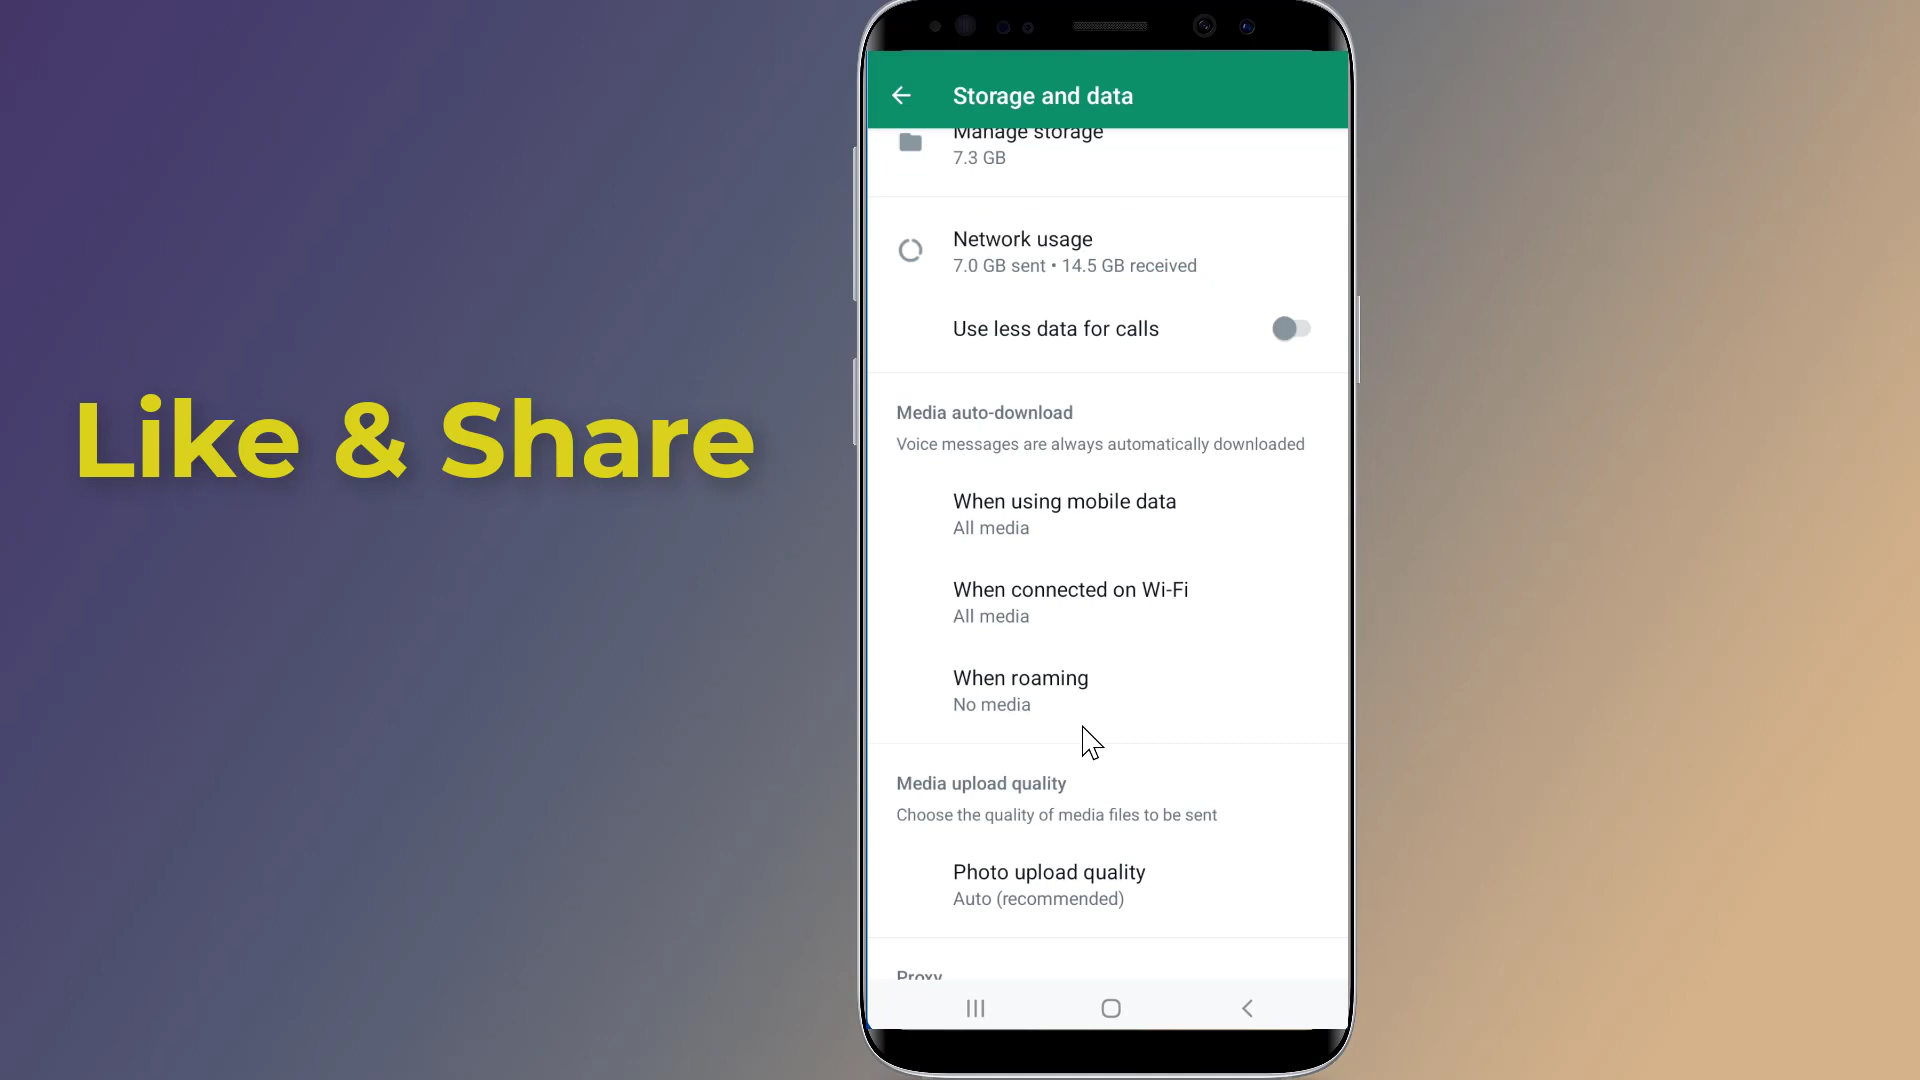 Like & Share
Storage and data
Manage storage
7.3 GB
Network usage
7.0 GB sent • 14.5 GB received
Use less data for calls
Media auto-download
Voice messages are always automatically downloaded
When using mobile data
All media
When connected on Wi-Fi
All media
When roaming
No media
Media upload quality
Choose the quality of media files to be sent
Photo upload quality
Auto (recommended)
Proxy